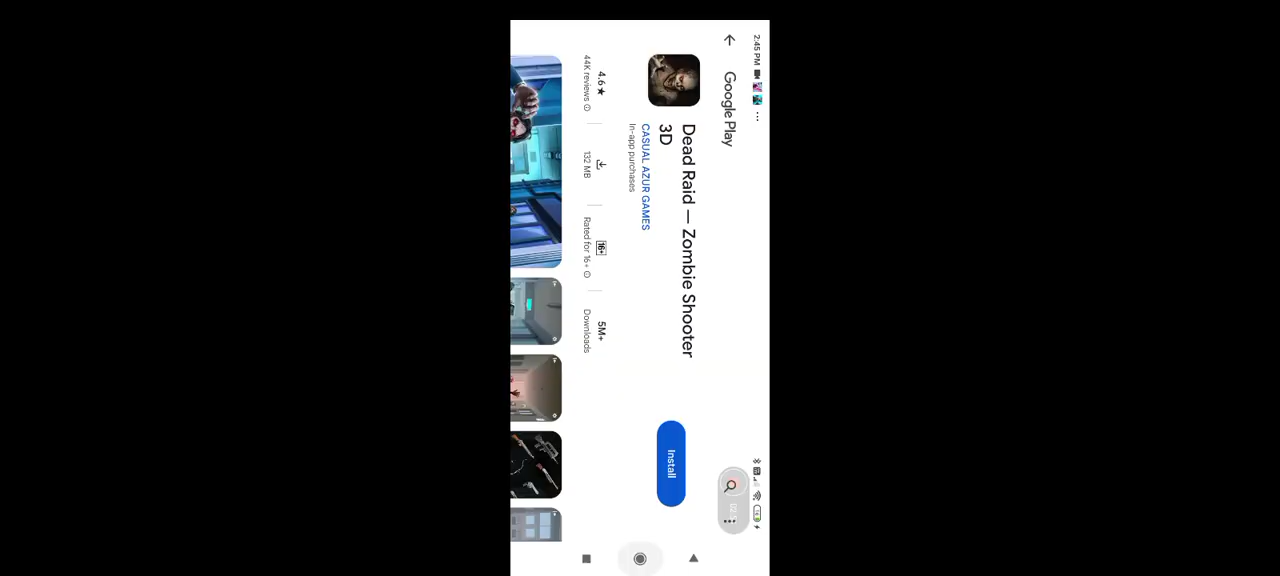 2:45 PM
Google Play
Dead Raid — Zombie Shooter
3D
CASUAL AZUR GAMES
In-app purchases
Install
4.6★
44K reviews
132 MB
16+
Rated for 16+
5M+
Downloads